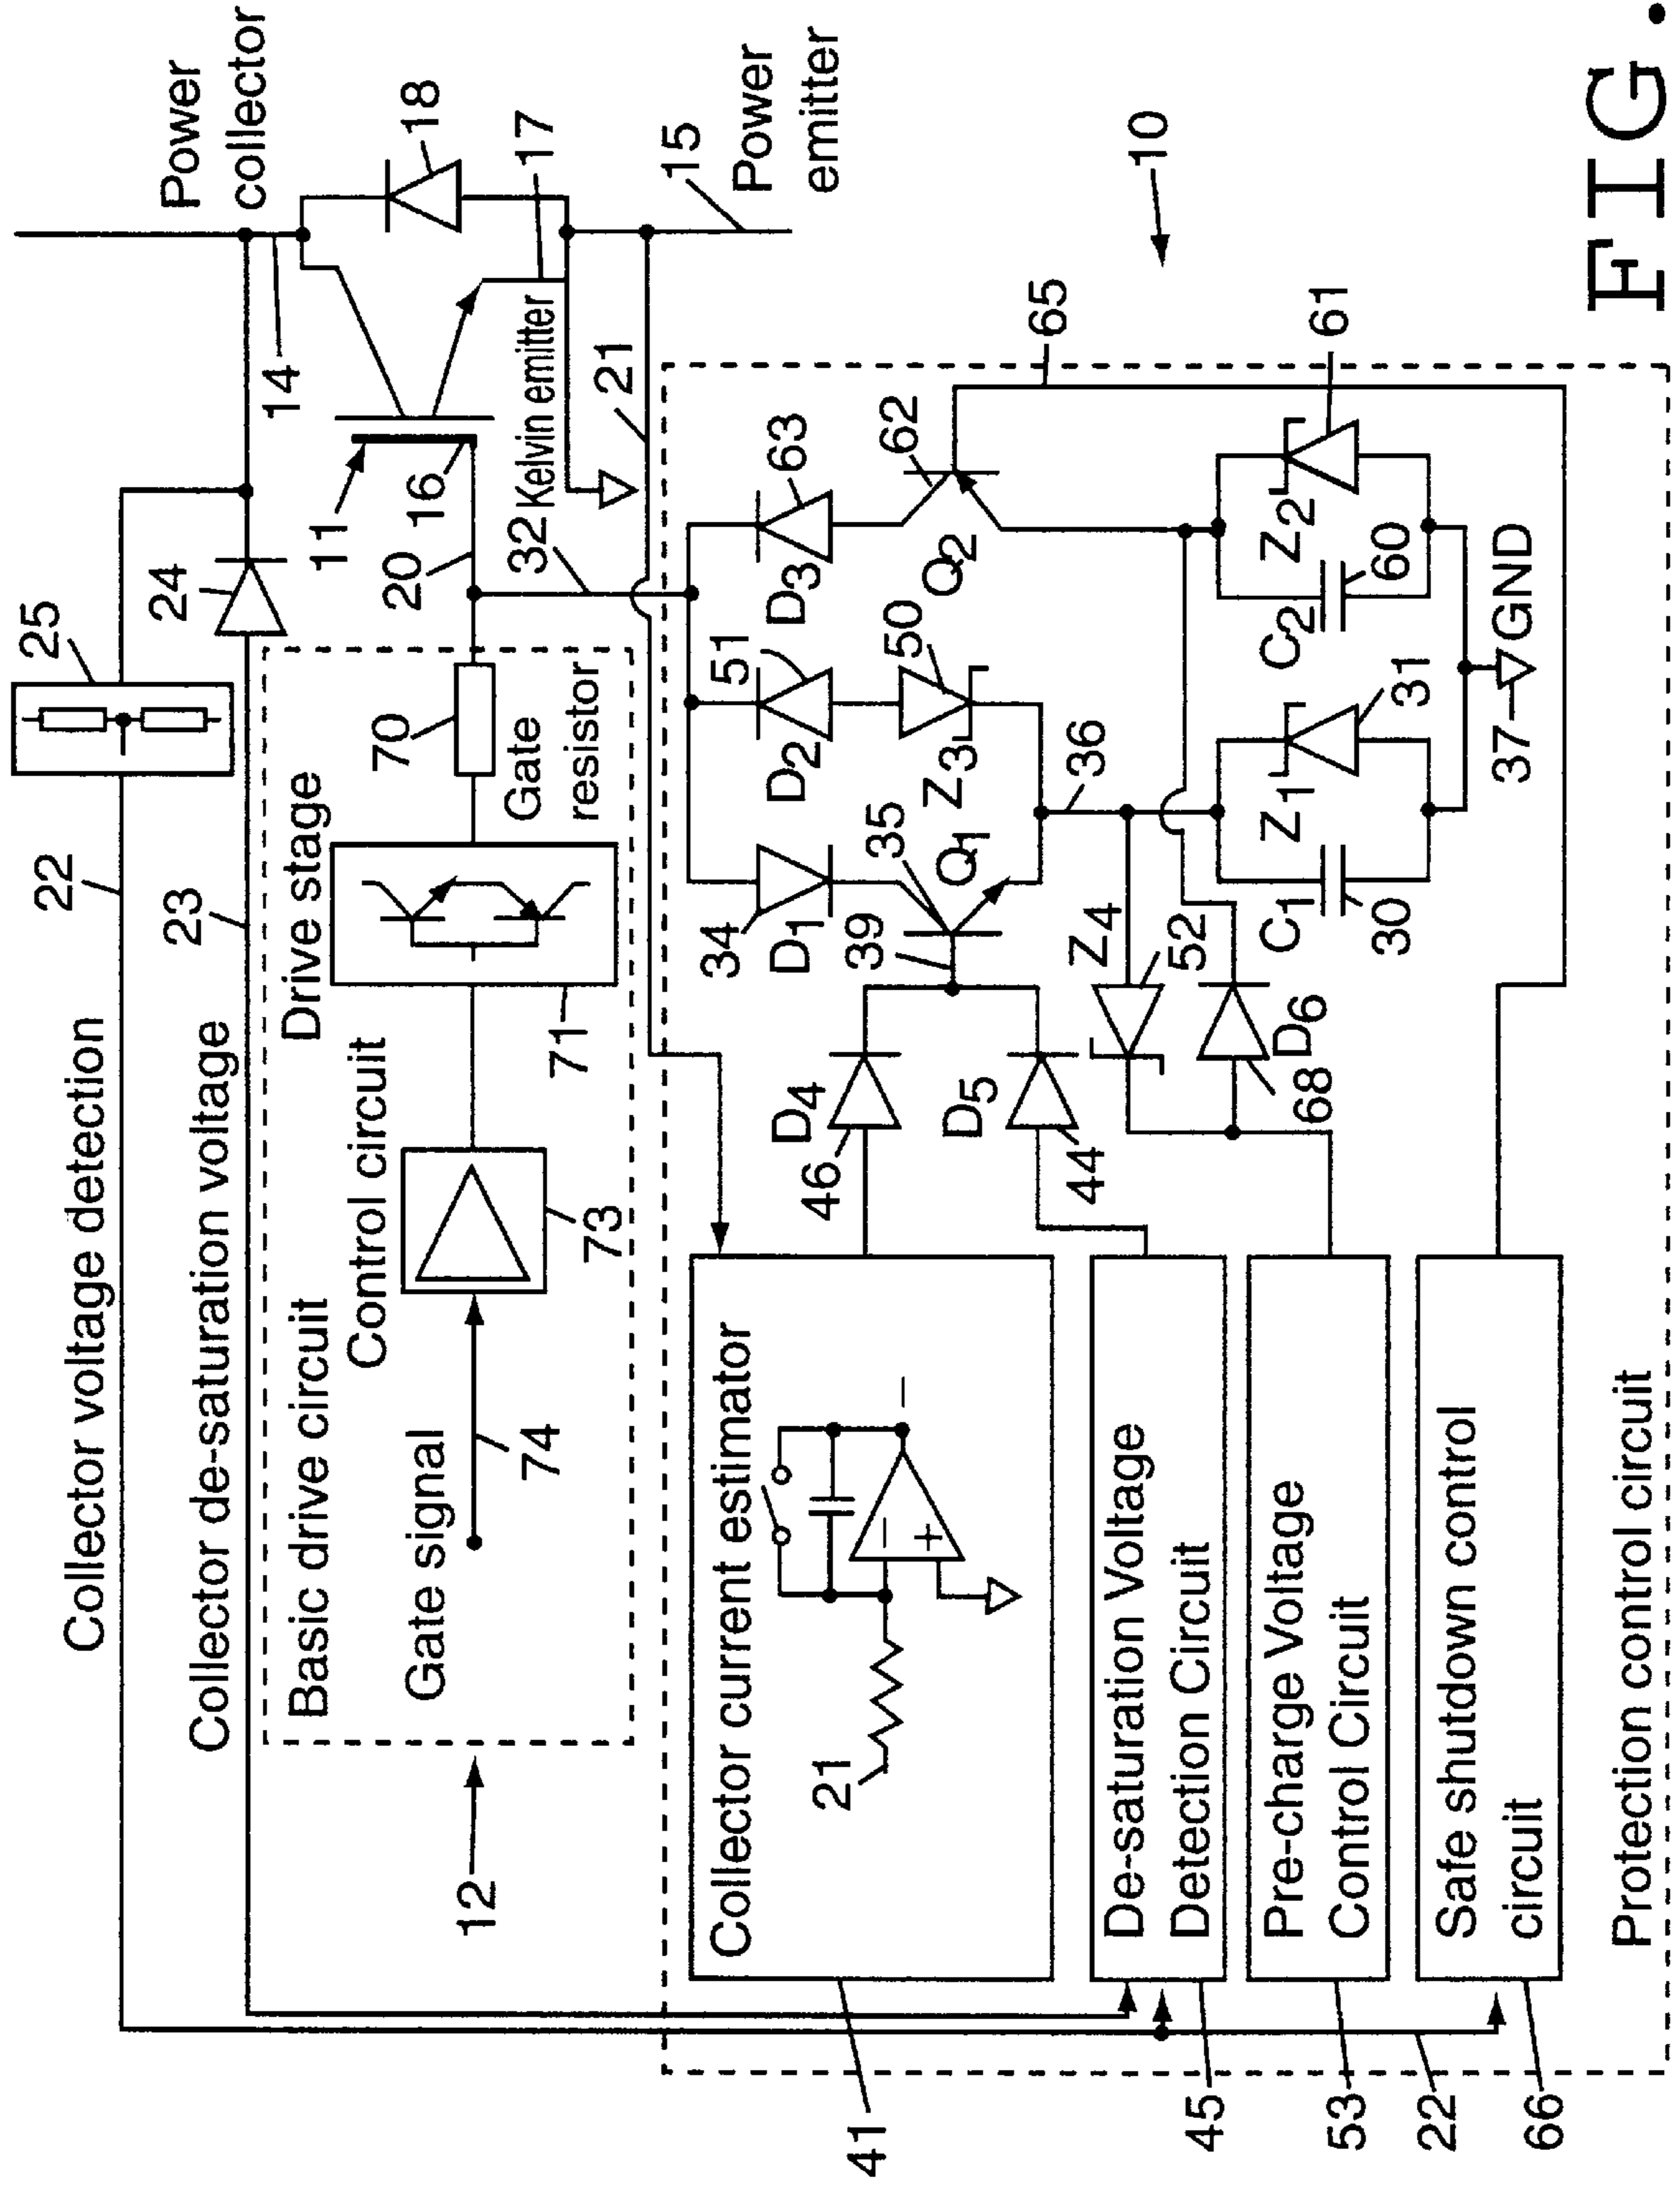 Power
collector
18
17
15
Power
emitter
14
11
16
Kelvin emitter
21
20
32
10
65
25
24
22
23
Collector voltage detection
Collector de-saturation voltage
Drive stage
70
Gate
resistor
71
Control circuit
73
Basic drive circuit
Gate signal
74
12
D3
63
62
Q2
51
D2
50
Z3
34
D1
35
Q1
39
36
Z2
61
C2
60
Z1
31
C1
30
37
GND
Z4
52
D4
46
D5
44
D6
68
Collector current estimator
−
+
−
21
De-saturation Voltage
Detection Circuit
Pre-charge Voltage
Control Circuit
Safe shutdown control
circuit
Protection control circuit
41
45
53
22
66
FIG.